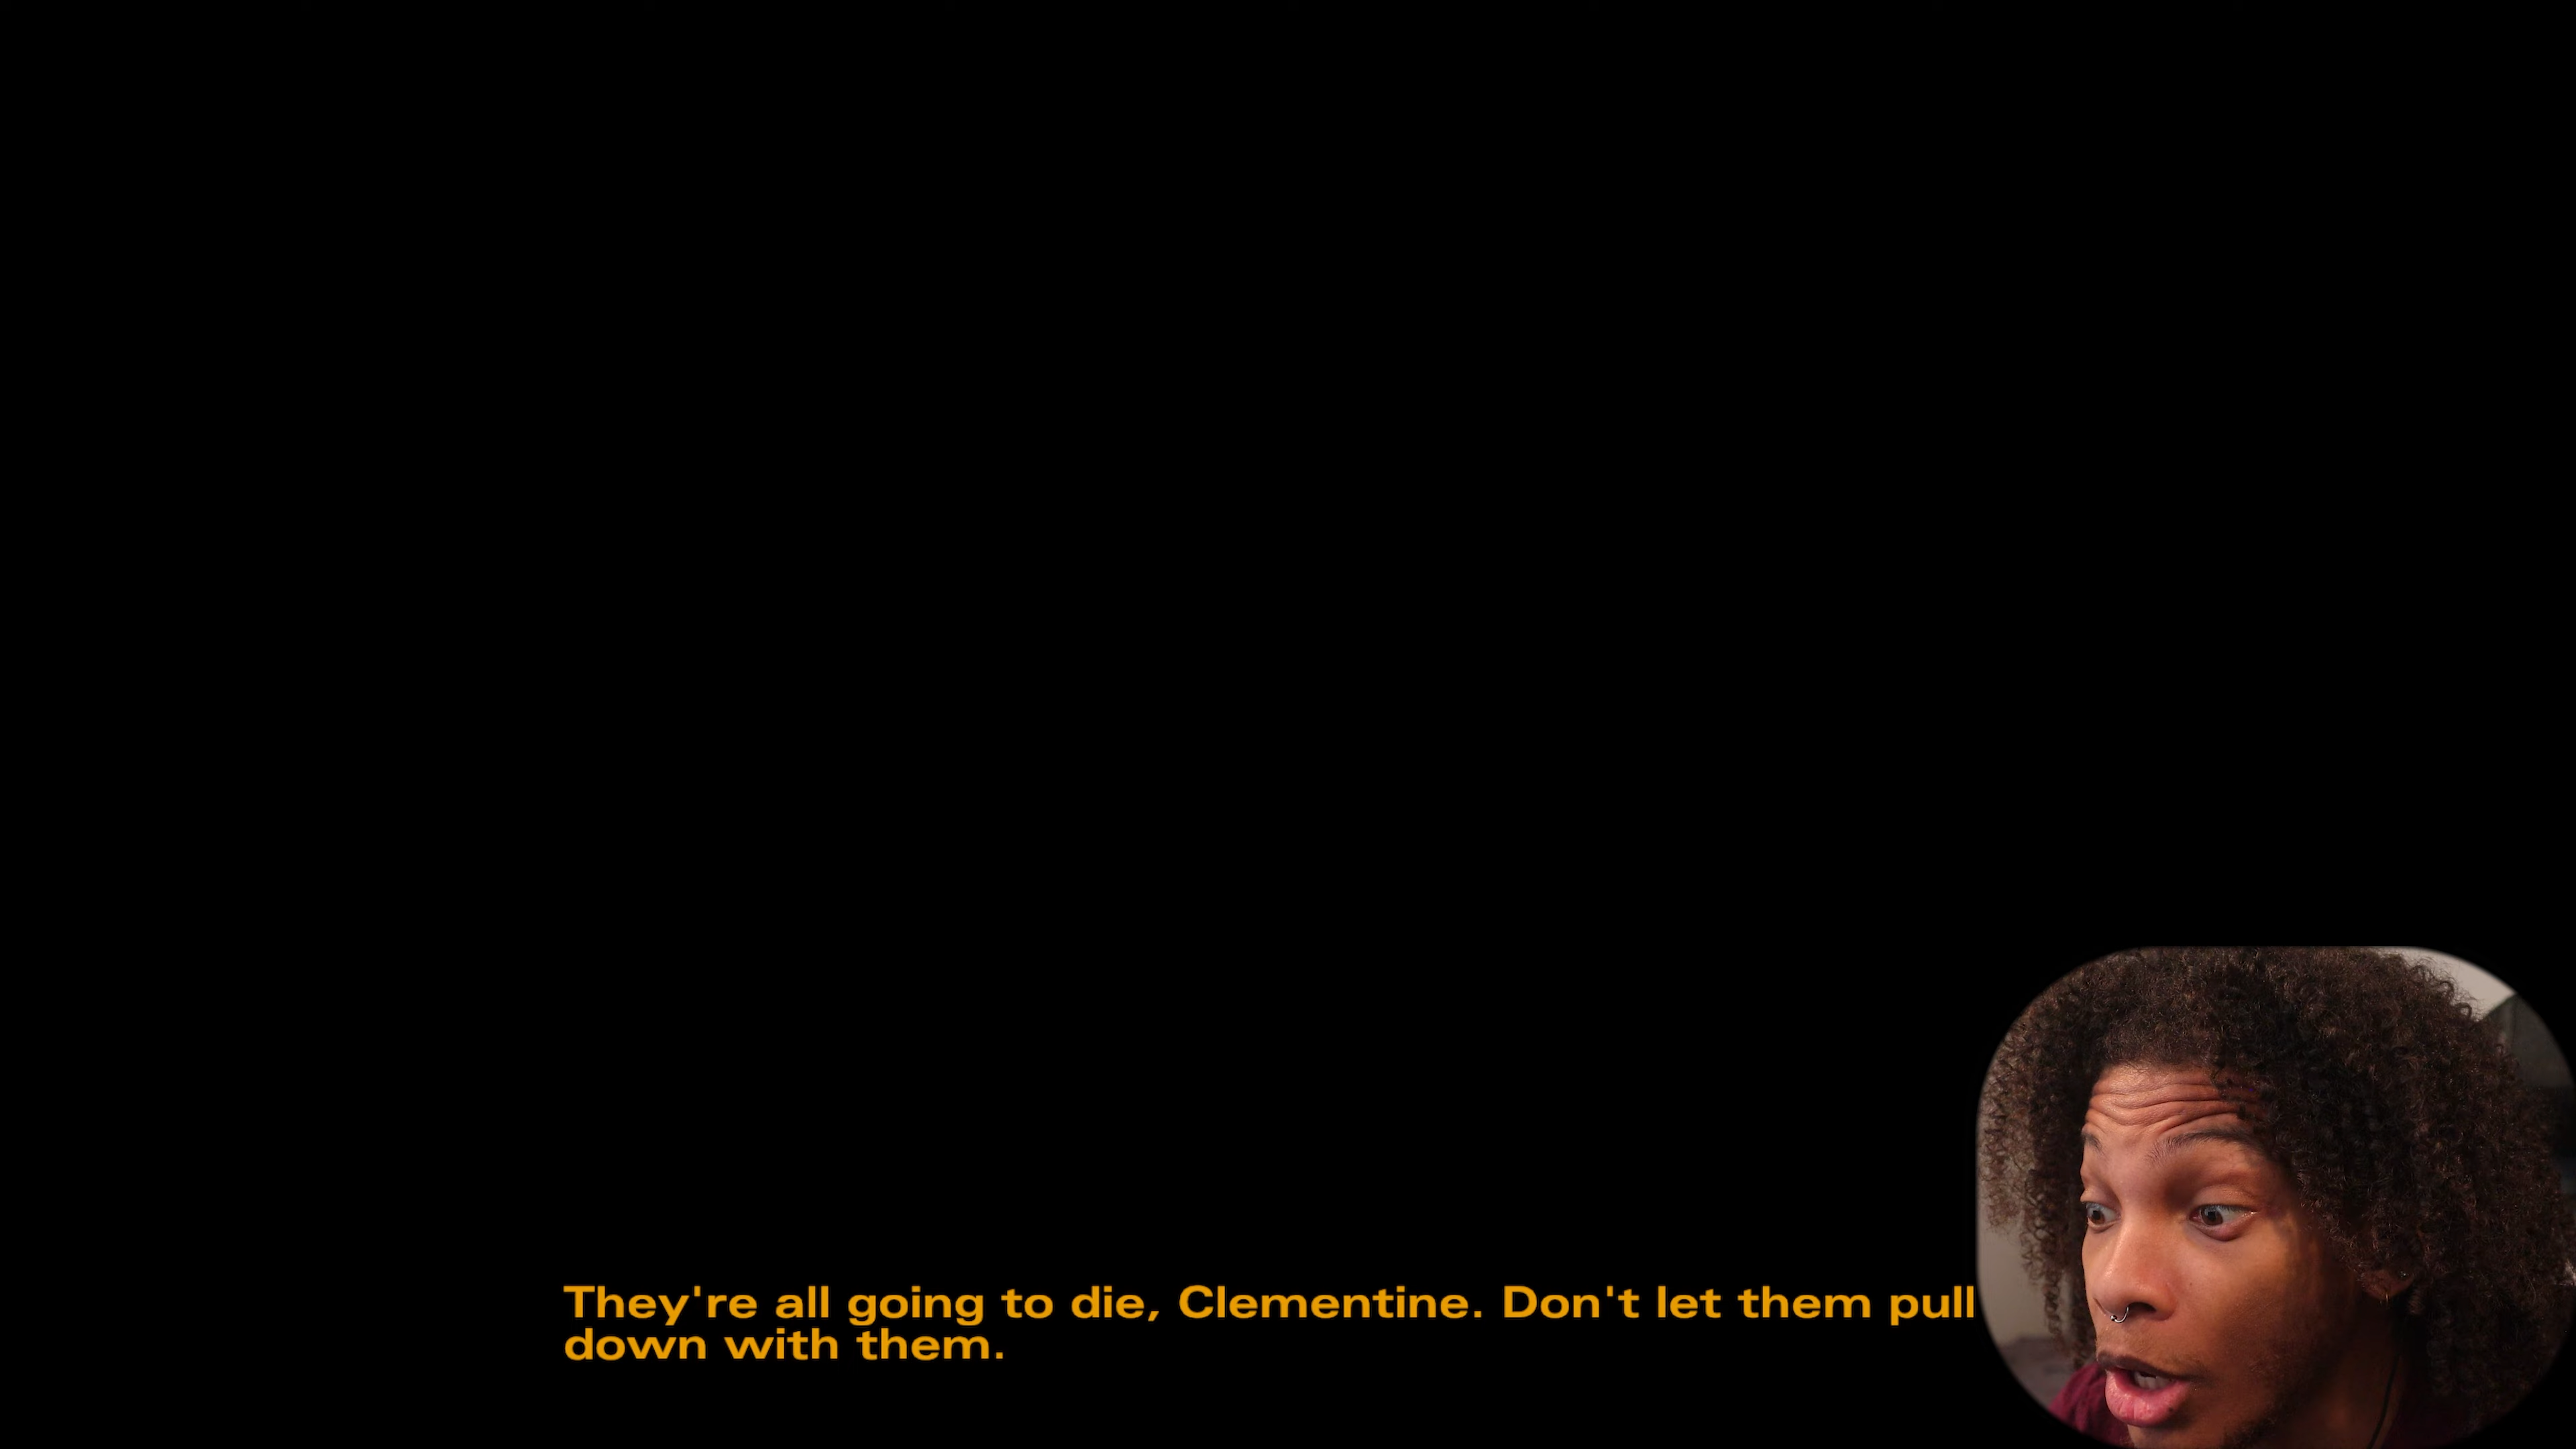 They're all going to die, Clementine. Don't let them pull
down with them.